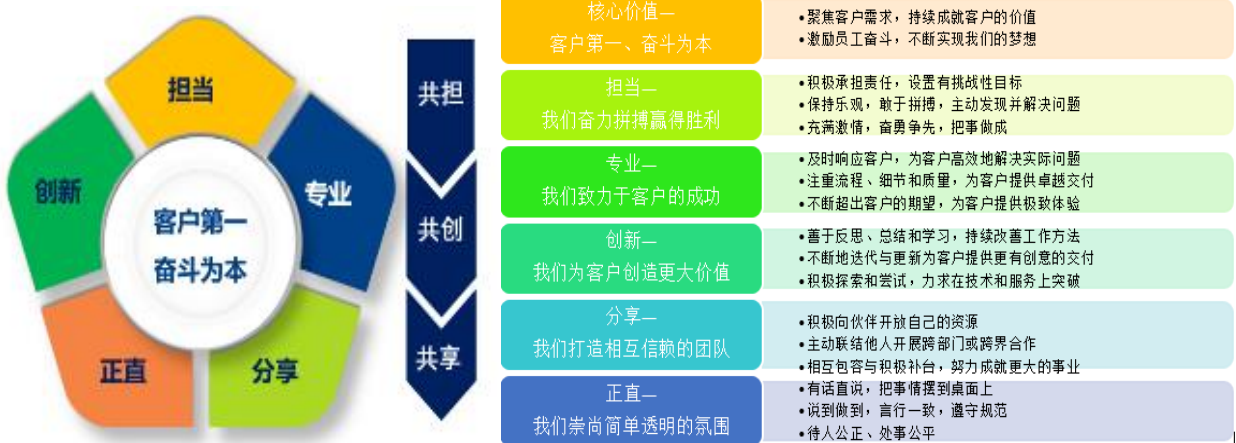 担当
创新
专业
客户第一
奋斗为本
正直
分享
共担
共创
共享
核心价值—
客户第一、奋斗为本
•聚焦客户需求，持续成就客户的价值
•激励员工奋斗，不断实现我们的梦想
担当—
我们奋力拼搏赢得胜利
•积极承担责任，设置有挑战性目标
•保持乐观，敢于拼搏，主动发现并解决问题
•充满激情，奋勇争先，把事做成
专业—
我们致力于客户的成功
•及时响应客户，为客户高效地解决实际问题
•注重流程、细节和质量，为客户提供卓越交付
•不断超出客户的期望，为客户提供极致体验
创新—
我们为客户创造更大价值
•善于反思、总结和学习，持续改善工作方法
•不断地迭代与更新为客户提供更有创意的交付
•积极探索和尝试，力求在技术和服务上突破
分享—
我们打造相互信赖的团队
•积极向伙伴开放自己的资源
•主动联结他人开展跨部门或跨界合作
•相互包容与积极补台，努力成就更大的事业
正直—
我们崇尚简单透明的氛围
•有话直说，把事情摆到桌面上
•说到做到，言行一致，遵守规范
•待人公正、处事公平